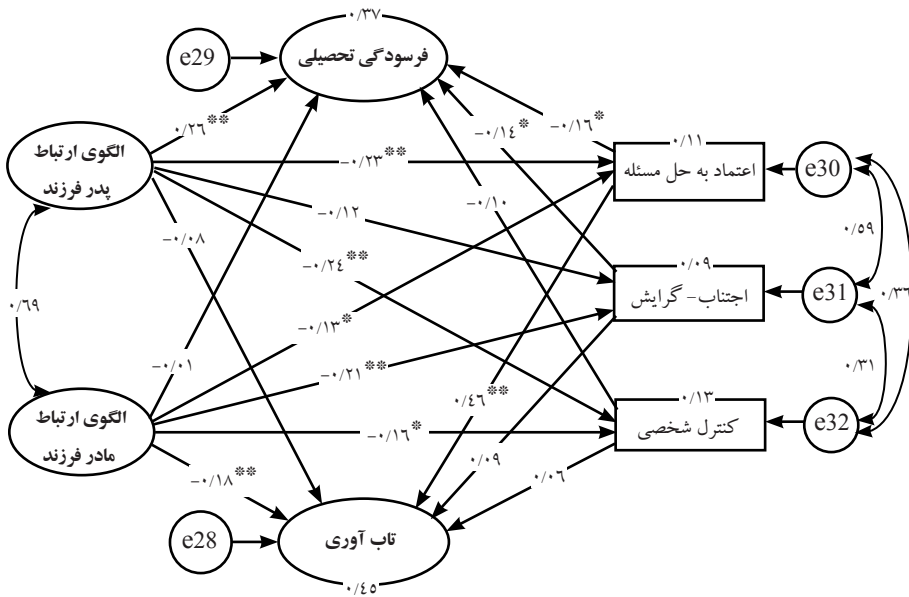 ۰/۳۷
e29
فرسودگی تحصیلی
۰/۲۶**
-۰/۱۴*
-۰/۱۶*
الگوی ارتباط
پدر فرزند
-۰/۲۳**
۰/۱۱
اعتماد به حل مسئله
e30
-۰/۱۰
-۰/۱۲
-۰/۰۸
۰/۵۹
-۰/۲۴**
۰/۰۹
اجتناب- گرایش
e31
۰/۳۶
۰/۶۹
-۰/۱۳*
-۰/۰۱
-۰/۲۱**
۰/۳۱
۰/۴۶**
۰/۱۳
الگوی ارتباط
مادر فرزند
-۰/۱۶*
کنترل شخصی
e32
۰/۰۹
-۰/۱۸**
۰/۰۶
e28
تاب آوری
۰/۴۵